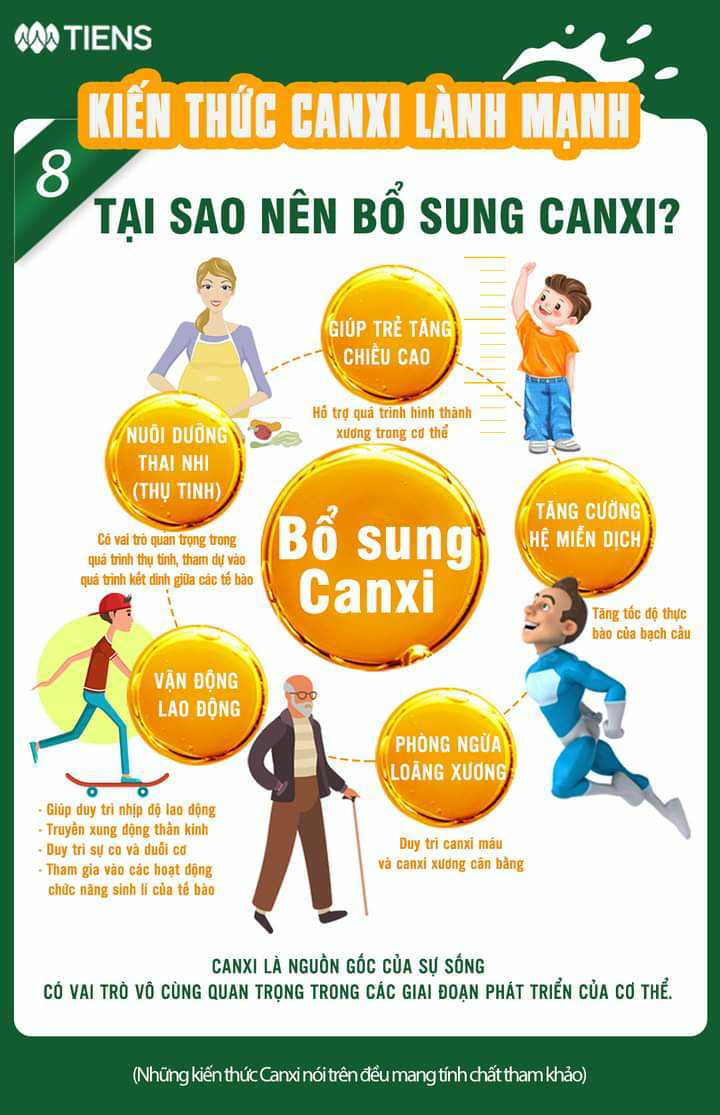 TIENS
KIẾN THỨC CANXI LÀNH MẠNH
8
TẠI SAO NÊN BỔ SUNG CANXI?
GIÚP TRẺ TĂNG
CHIỀU CAO
Hỗ trợ quá trình hình thành
xương trong cơ thể
NUÔI DƯỠNG
THAI NHI
(THỤ TINH)
Có vai trò quan trọng trong
quá trình thụ tinh, tham dự vào
quá trình kết dính giữa các tế bào
TĂNG CƯỜNG
HỆ MIỄN DỊCH
Tăng tốc độ thực
bào của bạch cầu
Bổ sung
Canxi
VẬN ĐỘNG
LAO ĐỘNG
- Giúp duy trì nhịp độ lao động
- Truyền xung động thần kinh
- Duy trì sự co và duỗi cơ
- Tham gia vào các hoạt động
chức năng sinh lí của tế bào
PHÒNG NGỪA
LOÃNG XƯƠNG
Duy trì canxi máu
và canxi xương cân bằng
CANXI LÀ NGUỒN GỐC CỦA SỰ SỐNG
CÓ VAI TRÒ VÔ CÙNG QUAN TRỌNG TRONG CÁC GIAI ĐOẠN PHÁT TRIỂN CỦA CƠ THỂ.
(Những kiến thức Canxi nói trên đều mang tính chất tham khảo)